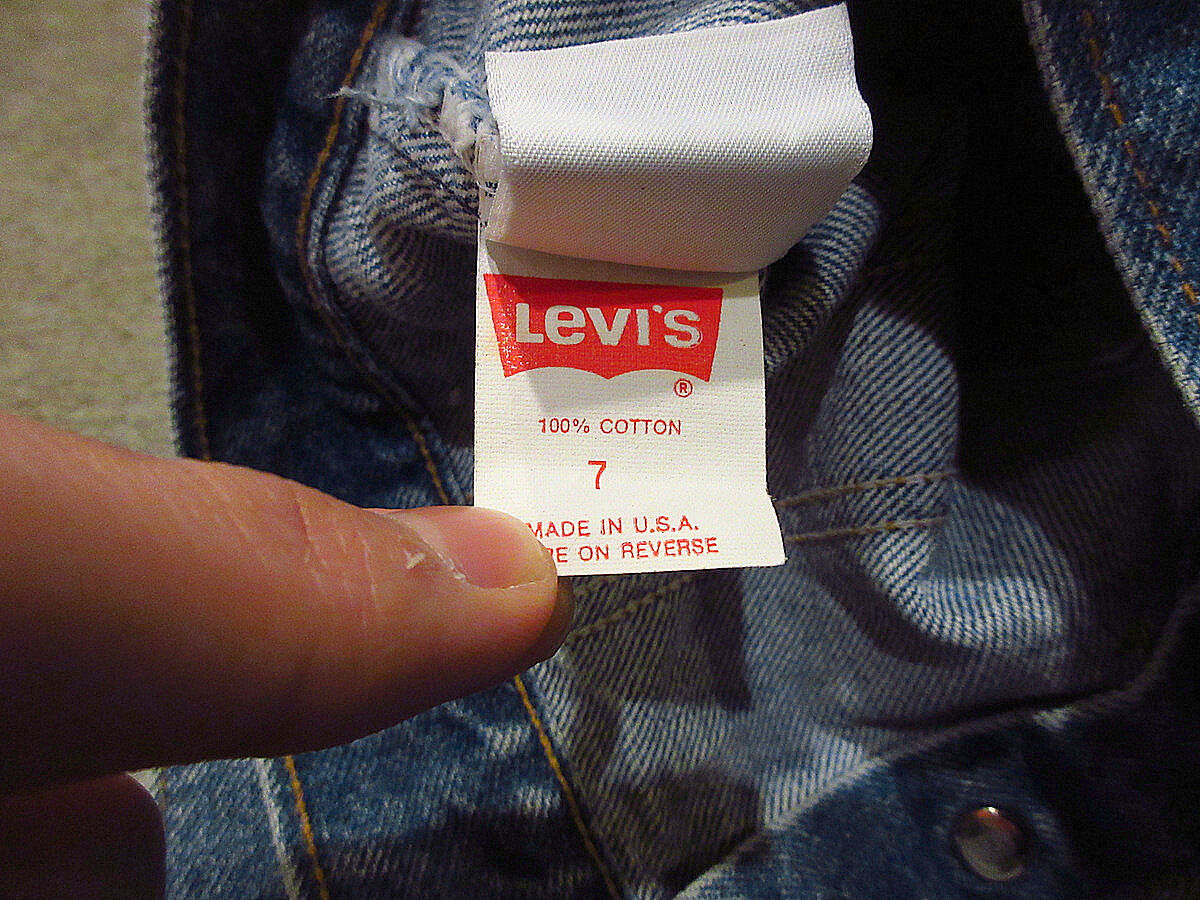 LEVI'S
®
100% COTTON
7
MADE IN U.S.A.
ON REVERSE